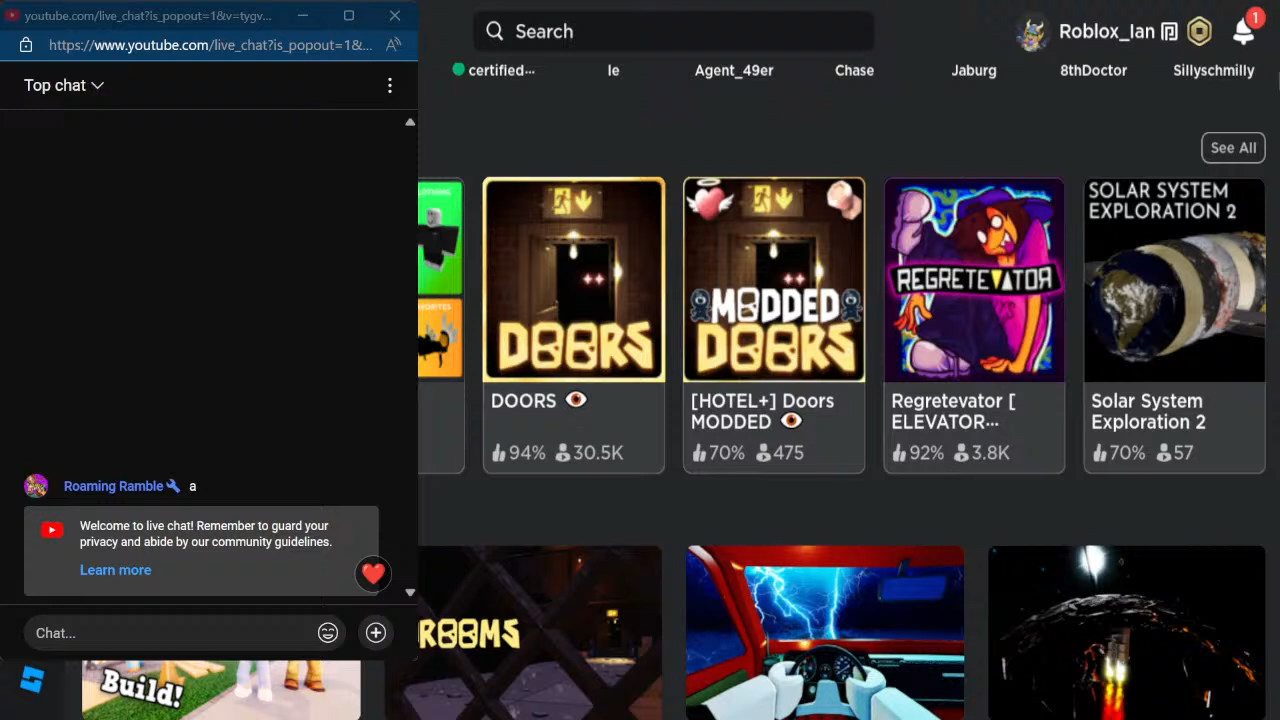 youtube.com/live_chat?is_popout=1&v=tygv...
https://www.youtube.com/live_chat?is_popout=1&...
Top chat
Roaming Ramble a
Welcome to live chat! Remember to guard your
privacy and abide by our community guidelines.
Learn more
Chat...
Search
Roblox_Ian
1
certified...
le
Agent_49er
Chase
Jaburg
8thDoctor
Sillyschmilly
See All
DOORS
MODDED
DOORS
REGRETEVATOR
SOLAR SYSTEM
EXPLORATION 2
DOORS
94% 30.5K
[HOTEL+] Doors
MODDED
70% 475
Regretevator [
ELEVATOR...
92% 3.8K
Solar System
Exploration 2
70% 57
Build!
ROOMS